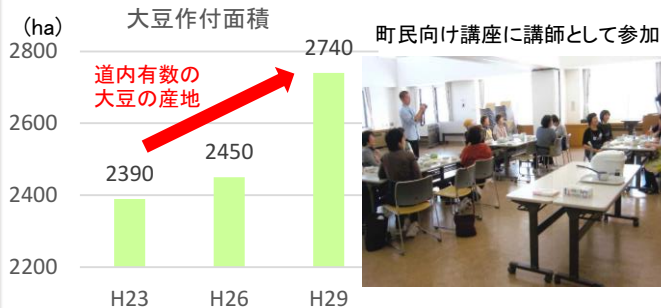 大豆作付面積
(ha)
2800
2600
2400
2200
2390
2450
2740
H23
H26
H29
道内有数の
大豆の産地
町民向け講座に講師として参加